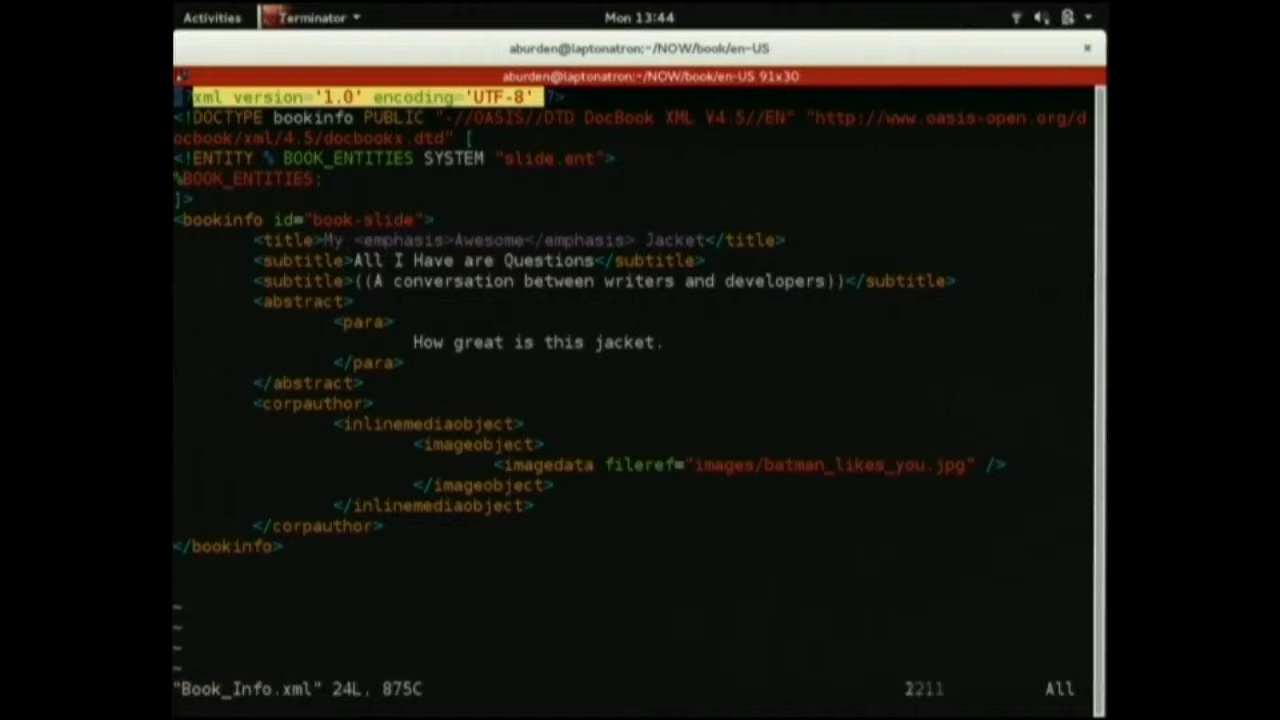 Activities Terminator Mon 13:44
aburden@laptonatron:~/NOW/book/en-US ×
aburden@laptonatron:~/NOW/book/en-US 91x30
<?xml version='1.0' encoding='UTF-8' ?>
<!DOCTYPE bookinfo PUBLIC "-//OASIS//DTD DocBook XML V4.5//EN" "http://www.oasis-open.org/d
ocbook/xml/4.5/docbookx.dtd" [
<!ENTITY % BOOK_ENTITIES SYSTEM "slide.ent">
%BOOK_ENTITIES;
]>
<bookinfo id="book-slide">
<title>My <emphasis>Awesome</emphasis> Jacket</title>
<subtitle>All I Have are Questions</subtitle>
<subtitle>((A conversation between writers and developers))</subtitle>
<abstract>
<para>
How great is this jacket.
</para>
</abstract>
<corpauthor>
<inlinemediaobject>
<imageobject>
<imagedata fileref="images/batman_likes_you.jpg" />
</imageobject>
</inlinemediaobject>
</corpauthor>
</bookinfo>
~
~
~
~
"Book_Info.xml" 24L, 875C All